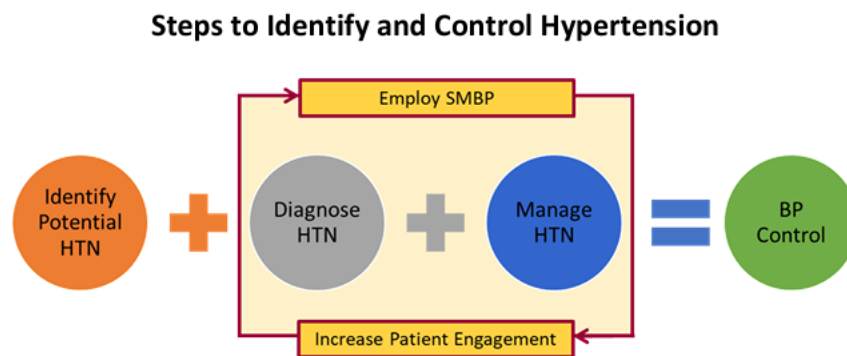 Steps to Identify and Control Hypertension
Employ SMBP
Identify
Potential
HTN
Diagnose
HTN
Manage
HTN
BP
Control
Increase Patient Engagement